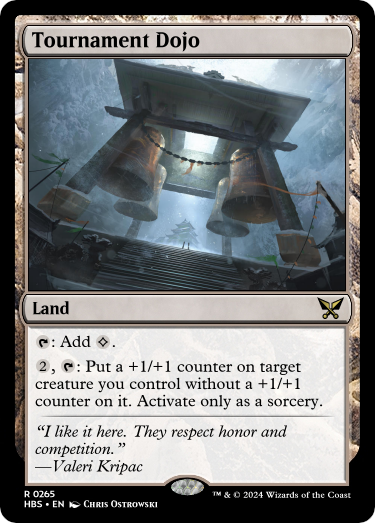 Tournament Dojo
Land
: Add .
2, : Put a +1/+1 counter on target
creature you control without a +1/+1
counter on it. Activate only as a sorcery.
“I like it here. They respect honor and
competition.”
—Valeri Kripac
R 0265
HBS • EN Chris Ostrowski
™ & © 2024 Wizards of the Coast